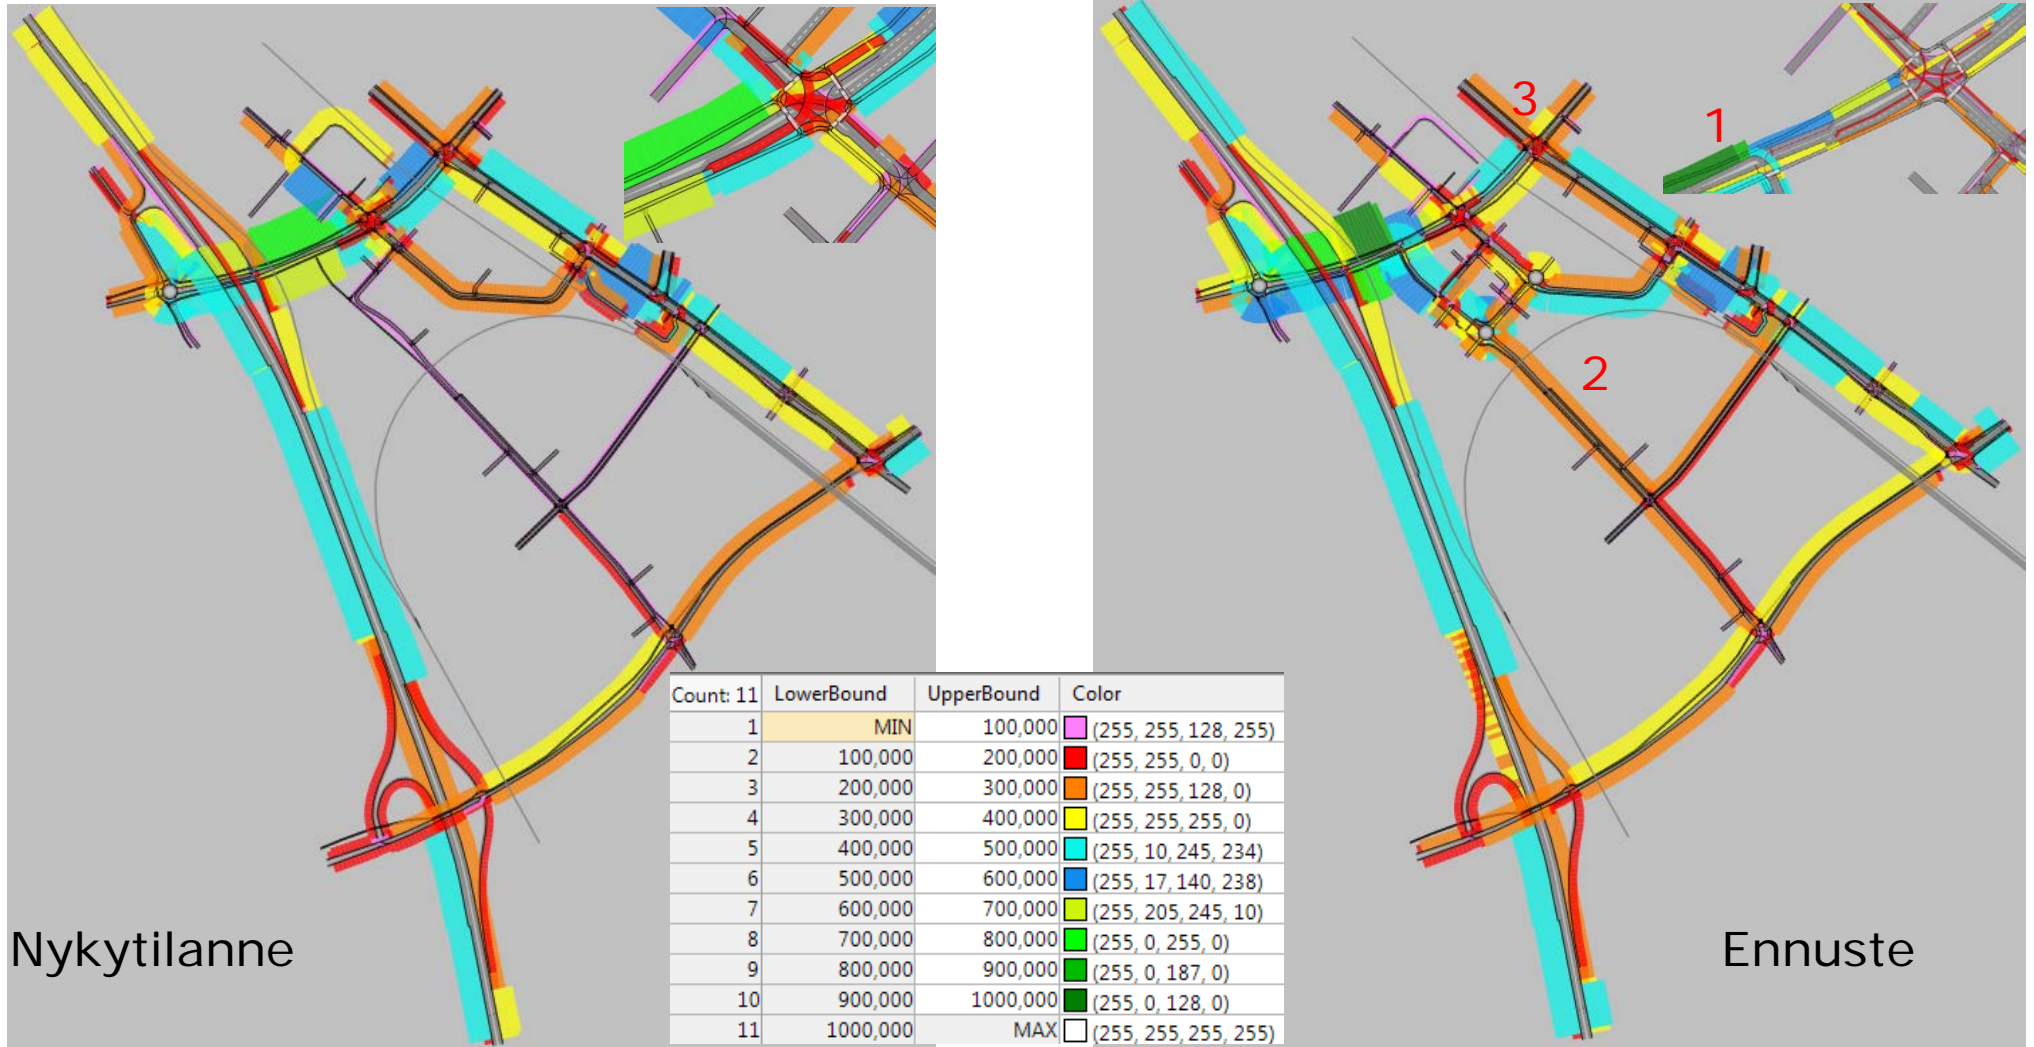 1
3
2
Count: 11 LowerBound UpperBound Color
1 MIN 100,000 (255, 255, 128, 255)
2 100,000 200,000 (255, 255, 0, 0)
3 200,000 300,000 (255, 255, 128, 0)
4 300,000 400,000 (255, 255, 255, 0)
5 400,000 500,000 (255, 10, 245, 234)
6 500,000 600,000 (255, 17, 140, 238)
7 600,000 700,000 (255, 205, 245, 10)
8 700,000 800,000 (255, 0, 255, 0)
9 800,000 900,000 (255, 0, 187, 0)
10 900,000 1000,000 (255, 0, 128, 0)
11 1000,000 MAX (255, 255, 255, 255)
Nykytilanne
Ennuste